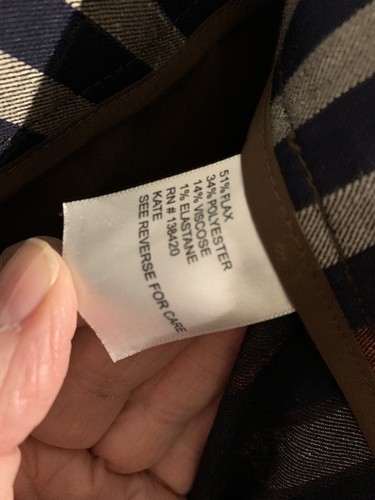 51% FLAX
34% POLYESTER
14% VISCOSE
1% ELASTANE
RN # 138420
KATE
SEE REVERSE FOR CARE